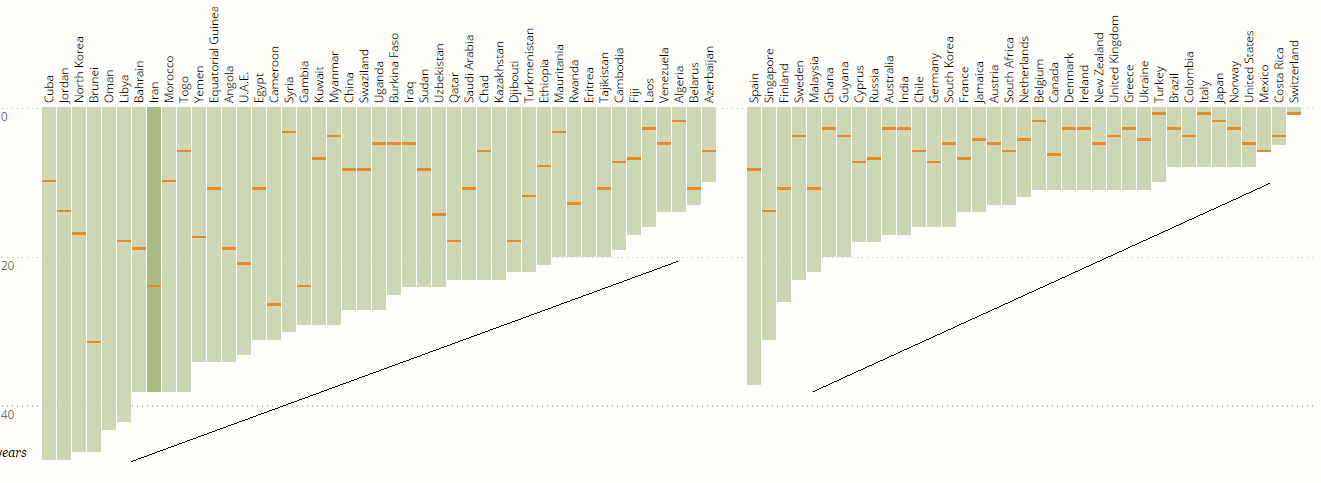 Cuba
Jordan
North Korea
Brunei
Oman
Libya
Bahrain
Iran
Morocco
Togo
Yemen
Equatorial Guinea
Angola
U.A.E.
Egypt
Cameroon
Syria
Gambia
Kuwait
Myanmar
China
Swaziland
Uganda
Burkina Faso
Iraq
Sudan
Uzbekistan
Qatar
Saudi Arabia
Chad
Kazakhstan
Djibouti
Turkmenistan
Ethiopia
Mauritania
Rwanda
Eritrea
Tajikistan
Cambodia
Fiji
Laos
Venezuela
Algeria
Belarus
Azerbaijan
Spain
Singapore
Finland
Sweden
Malaysia
Ghana
Guyana
Cyprus
Russia
Australia
India
Chile
Germany
South Korea
France
Jamaica
Austria
South Africa
Netherlands
Belgium
Canada
Denmark
Ireland
New Zealand
United Kingdom
Greece
Ukraine
Turkey
Brazil
Colombia
Italy
Japan
Norway
United States
Mexico
Costa Rica
Switzerland
0
20
40
years